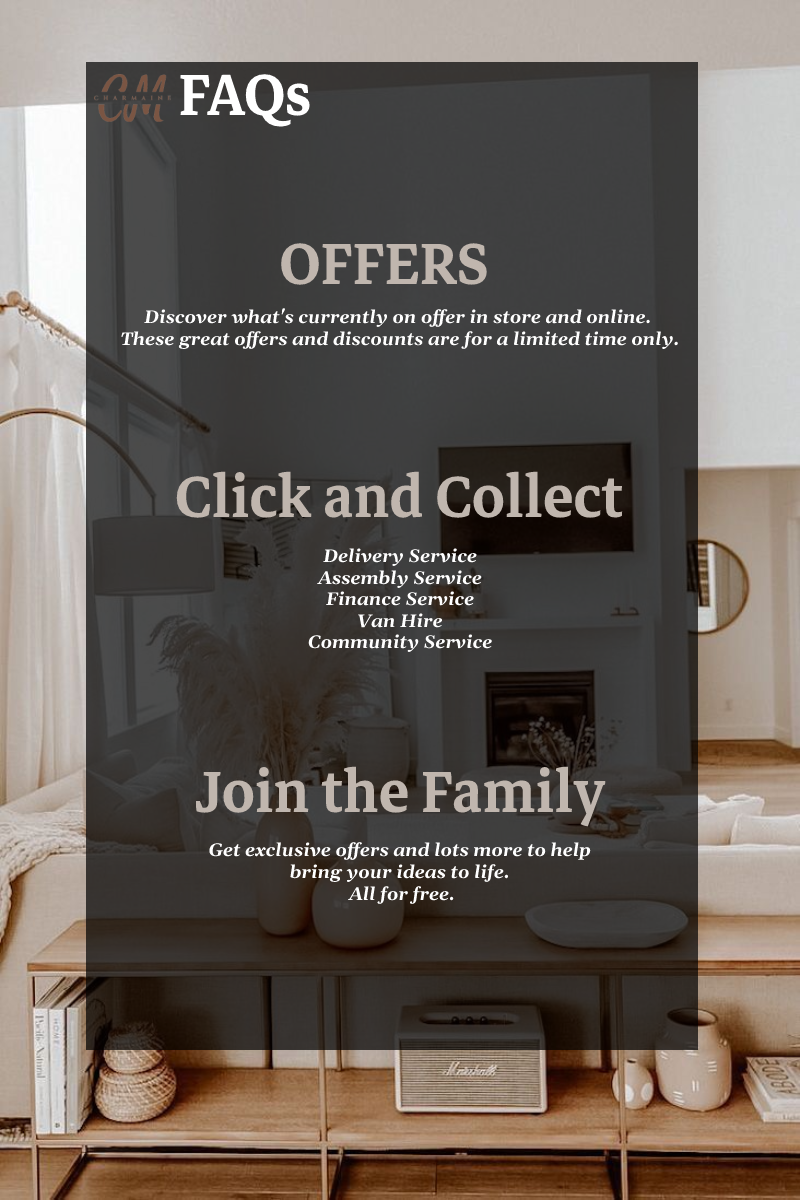 CM
CHARMAINE
FAQs
OFFERS
Discover what's currently on offer in store and online.
These great offers and discounts are for a limited time only.
Click and Collect
Delivery Service
Assembly Service
Finance Service
Van Hire
Community Service
Join the Family
Get exclusive offers and lots more to help
bring your ideas to life.
All for free.
HOME
Marshall